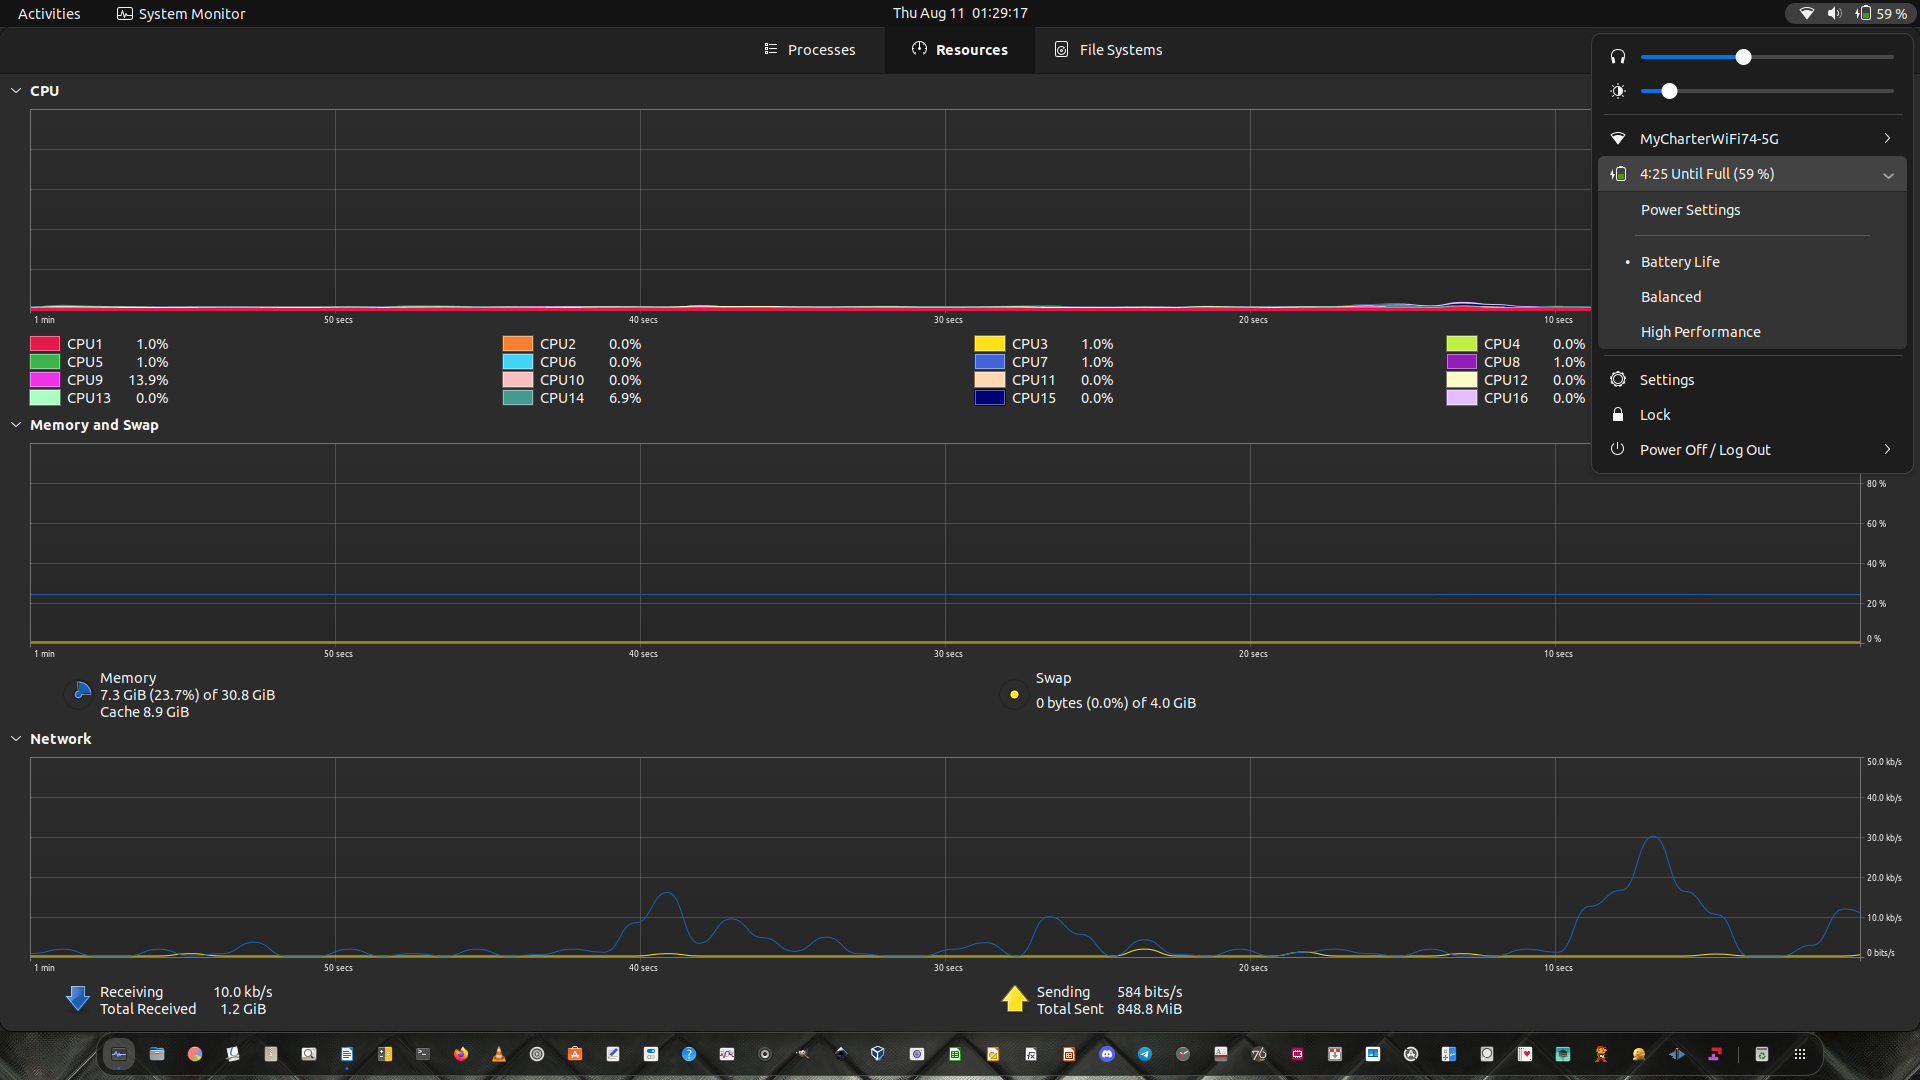 Activities System Monitor Thu Aug 11 01:29:17 59 %
Processes Resources File Systems
CPU
1 min 50 secs 40 secs 30 secs 20 secs 10 secs
CPU1 1.0% CPU2 0.0% CPU3 1.0% CPU4 0.0%
CPU5 1.0% CPU6 0.0% CPU7 1.0% CPU8 1.0%
CPU9 13.9% CPU10 0.0% CPU11 0.0% CPU12 0.0%
CPU13 0.0% CPU14 6.9% CPU15 0.0% CPU16 0.0%
MyCharterWiFi74-5G
4:25 Until Full (59 %)
Power Settings
• Battery Life
Balanced
High Performance
Settings
Lock
Power Off / Log Out
Memory and Swap
80 %
60 %
40 %
20 %
0 %
1 min 50 secs 40 secs 30 secs 20 secs 10 secs
Memory
7.3 GiB (23.7%) of 30.8 GiB
Cache 8.9 GiB
Swap
0 bytes (0.0%) of 4.0 GiB
Network
50.0 kb/s
40.0 kb/s
30.0 kb/s
20.0 kb/s
10.0 kb/s
0 bits/s
1 min 50 secs 40 secs 30 secs 20 secs 10 secs
Receiving 10.0 kb/s
Total Received 1.2 GiB
Sending 584 bits/s
Total Sent 848.8 MiB
76